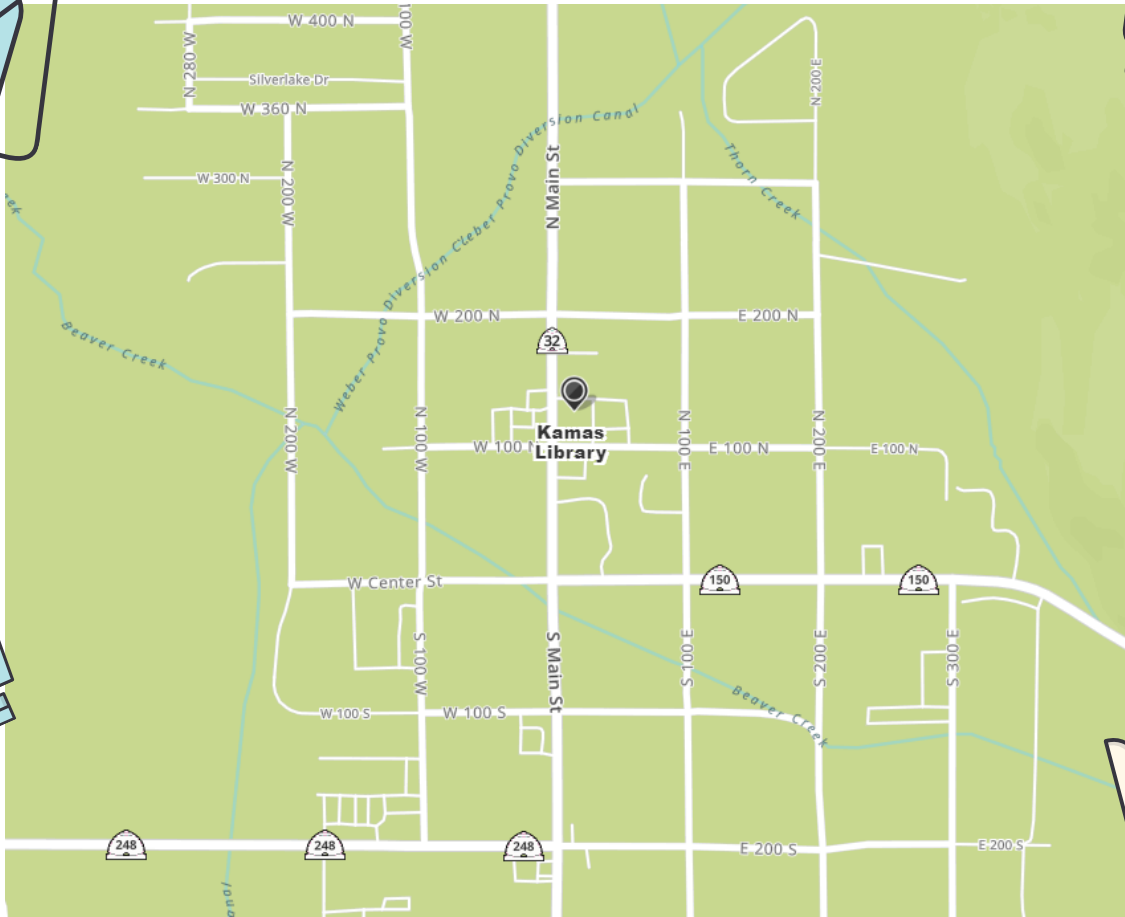 W 400 N
100 W
N 280 W
Silverlake Dr
N 200 E
W 360 N
Weber Provo Diversion Canal
N Main St
Thorn Creek
W 300 N
N 200 W
Beaver Creek
W 200 N
E 200 N
32
Kamas
Library
N 200 W
N 100 W
W 100 N
N 100 E
E 100 N
N 200 E
E 100 N
W Center St
150
150
S 100 W
S Main St
S 100 E
S 200 E
S 300 E
Beaver Creek
W 100 S
W 100 S
248
248
248
E 200 S
E 200 S